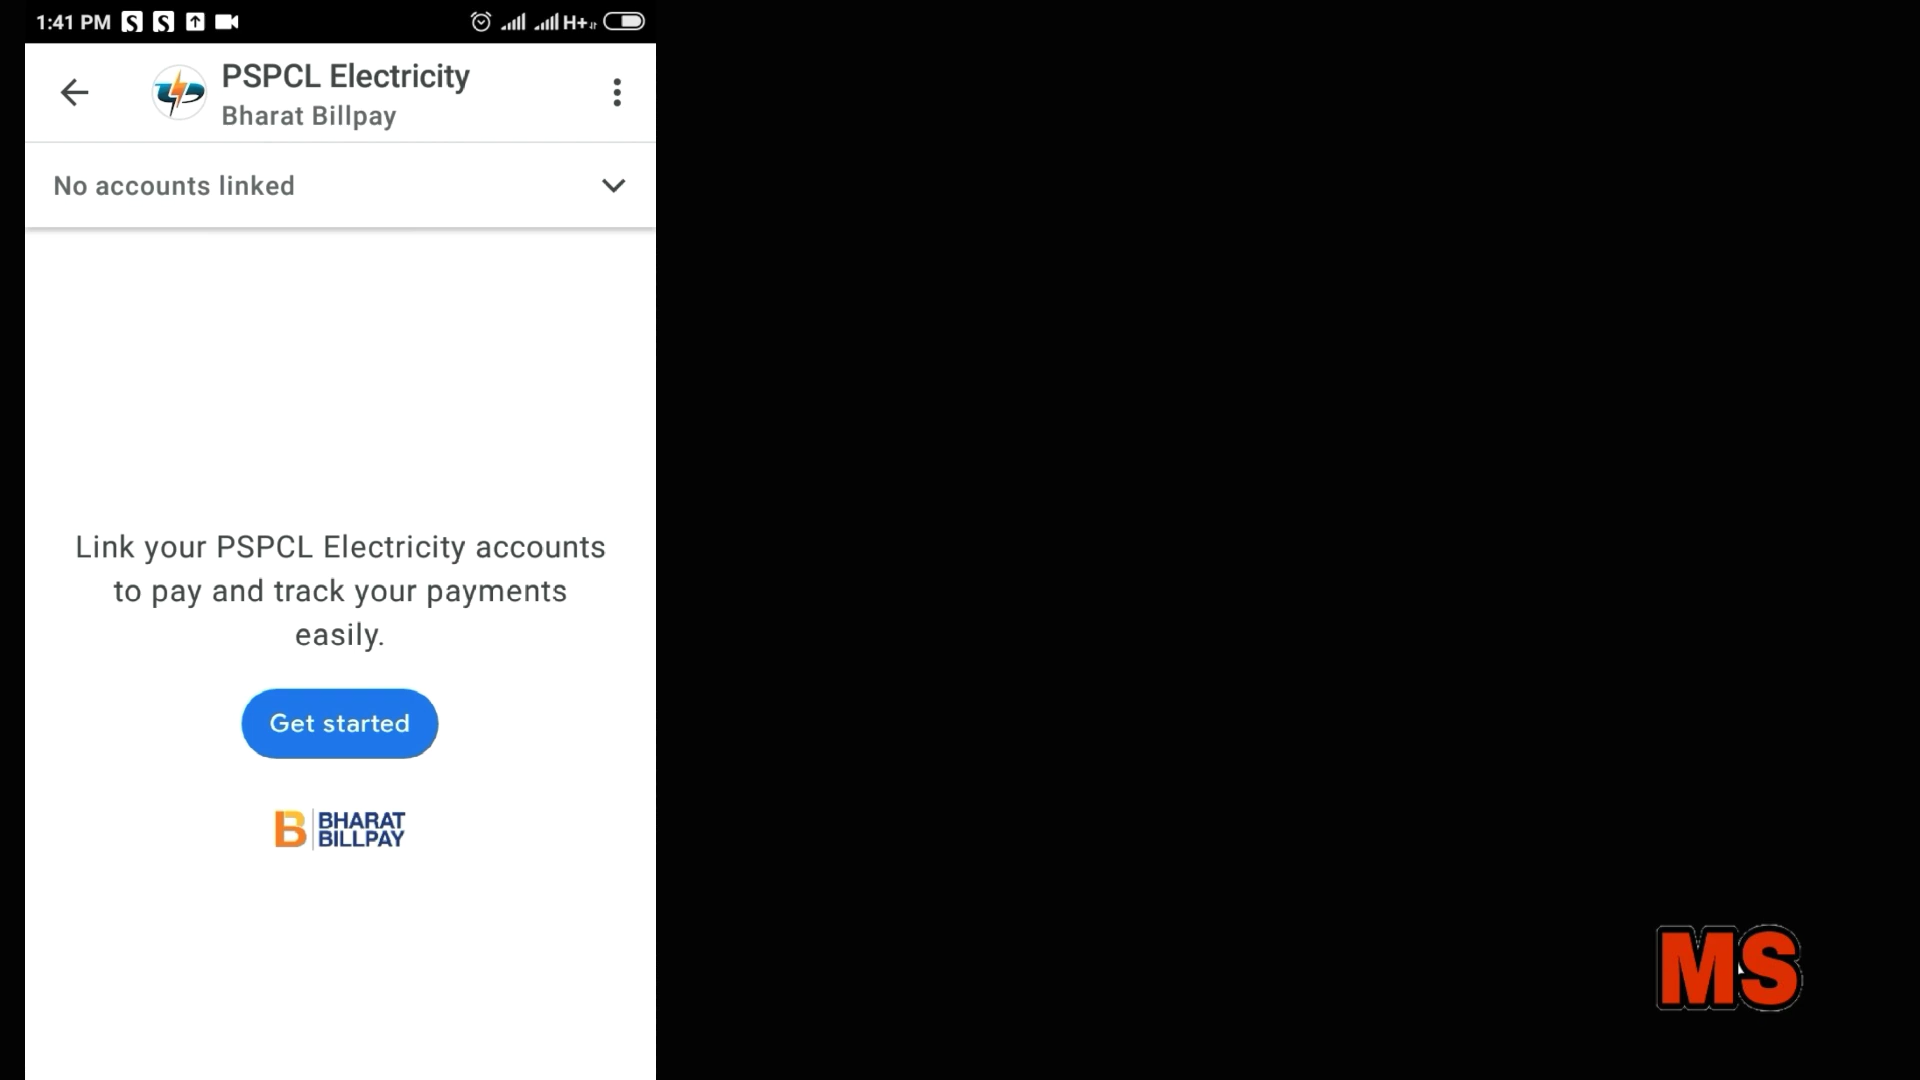 1:41 PM S S H+
PSPCL Electricity
Bharat Billpay
No accounts linked
Link your PSPCL Electricity accounts
to pay and track your payments
easily.
Get started
B BHARAT
BILLPAY
MS